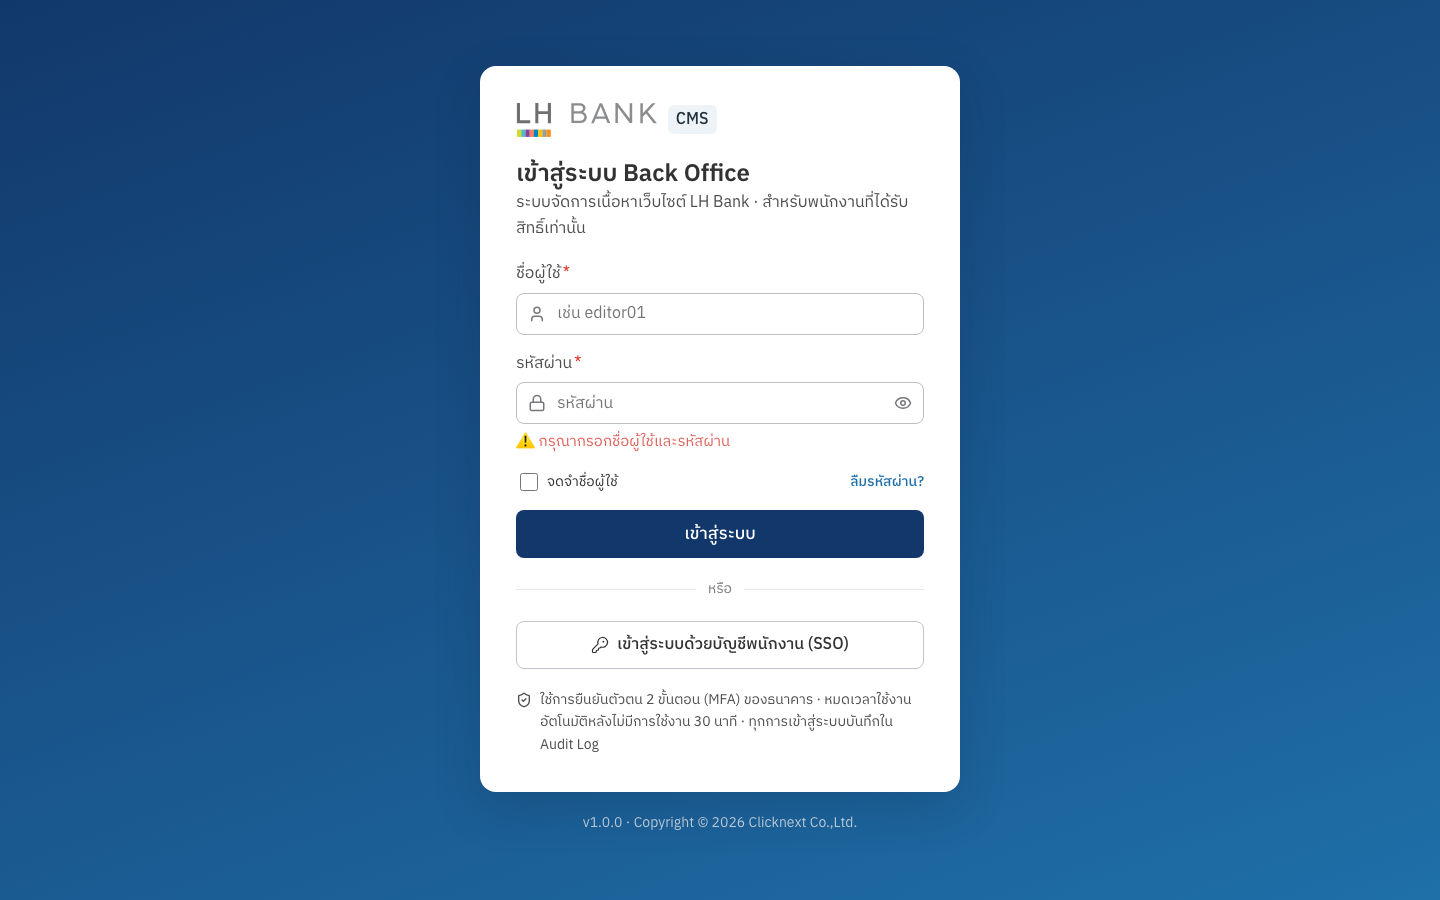 LH BANK CMS
เข้าสู่ระบบ Back Office
ระบบจัดการเนื้อหาเว็บไซต์ LH Bank · สำหรับพนักงานที่ได้รับ
สิทธิ์เท่านั้น
ชื่อผู้ใช้*
เช่น editor01
รหัสผ่าน*
รหัสผ่าน
กรุณากรอกชื่อผู้ใช้และรหัสผ่าน
จดจำชื่อผู้ใช้ ลืมรหัสผ่าน?
เข้าสู่ระบบ
หรือ
เข้าสู่ระบบด้วยบัญชีพนักงาน (SSO)
ใช้การยืนยันตัวตน 2 ขั้นตอน (MFA) ของธนาคาร · หมดเวลาใช้งาน
อัตโนมัติหลังไม่มีการใช้งาน 30 นาที · ทุกการเข้าสู่ระบบบันทึกใน
Audit Log
v1.0.0 · Copyright © 2026 Clicknext Co.,Ltd.